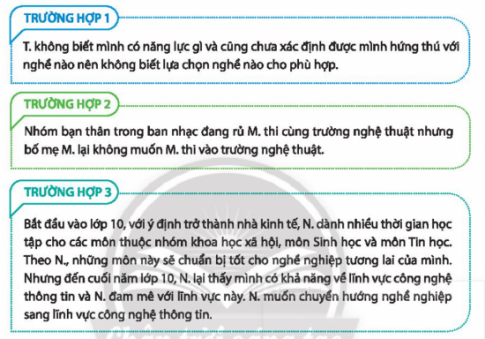 TRƯỜNG HỢP 1
T. không biết mình có năng lực gì và cũng chưa xác định được mình hứng thú với
nghề nào nên không biết lựa chọn nghề nào cho phù hợp.
TRƯỜNG HỢP 2
Nhóm bạn thân trong ban nhạc đang rủ M. thi cùng trường nghệ thuật nhưng
bố mẹ M. lại không muốn M. thi vào trường nghệ thuật.
TRƯỜNG HỢP 3
Bắt đầu vào lớp 10, với ý định trở thành nhà kinh tế, N. dành nhiều thời gian học
tập cho các môn thuộc nhóm khoa học xã hội, môn Sinh học và môn Tin học.
Theo N., những môn này sẽ chuẩn bị tốt cho nghề nghiệp tương lai của mình.
Nhưng đến cuối năm lớp 10, N. lại thấy mình có khả năng về lĩnh vực công nghệ
thông tin và N. đam mê với lĩnh vực này. N. muốn chuyển hướng nghề nghiệp
sang lĩnh vực công nghệ thông tin.